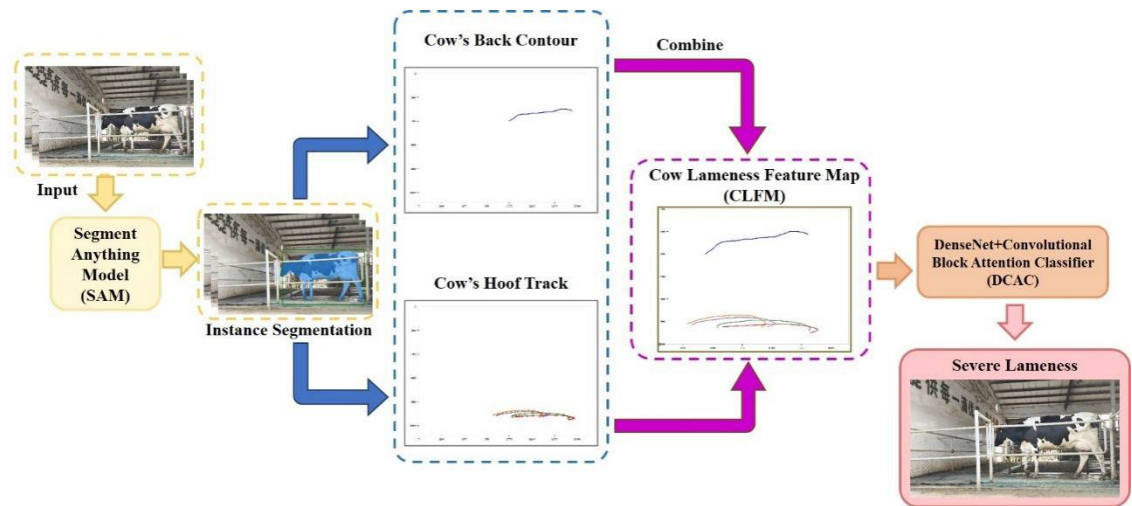 Input
Segment
Anything
Model
(SAM)
Instance Segmentation
Cow's Back Contour
Cow's Hoof Track
Combine
Cow Lameness Feature Map
(CLFM)
DenseNet+Convolutional
Block Attention Classifier
(DCAC)
Severe Lameness